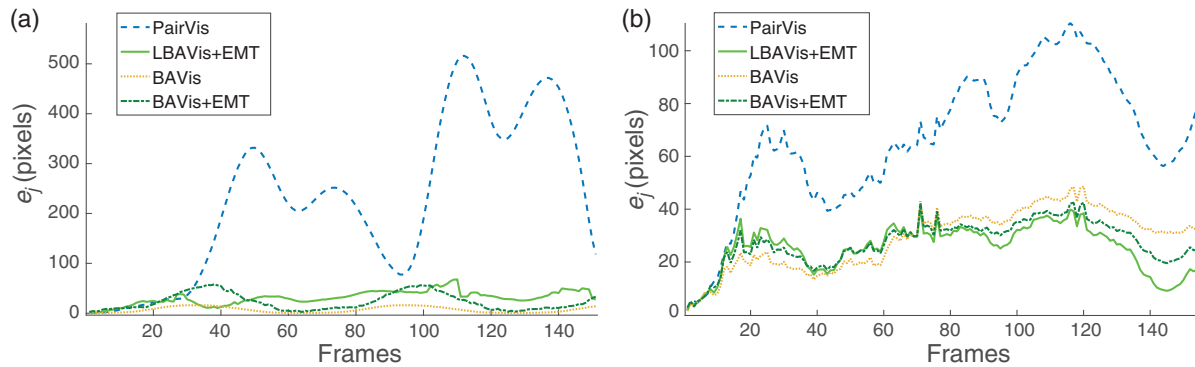 (a)
PairVis
LBAVis+EMT
BAVis
BAVis+EMT
500
400
300
200
100
0
e_j (pixels)
20 40 60 80 100 120 140
Frames
(b)
PairVis
LBAVis+EMT
BAVis
BAVis+EMT
100
80
60
40
20
0
e_j (pixels)
20 40 60 80 100 120 140
Frames